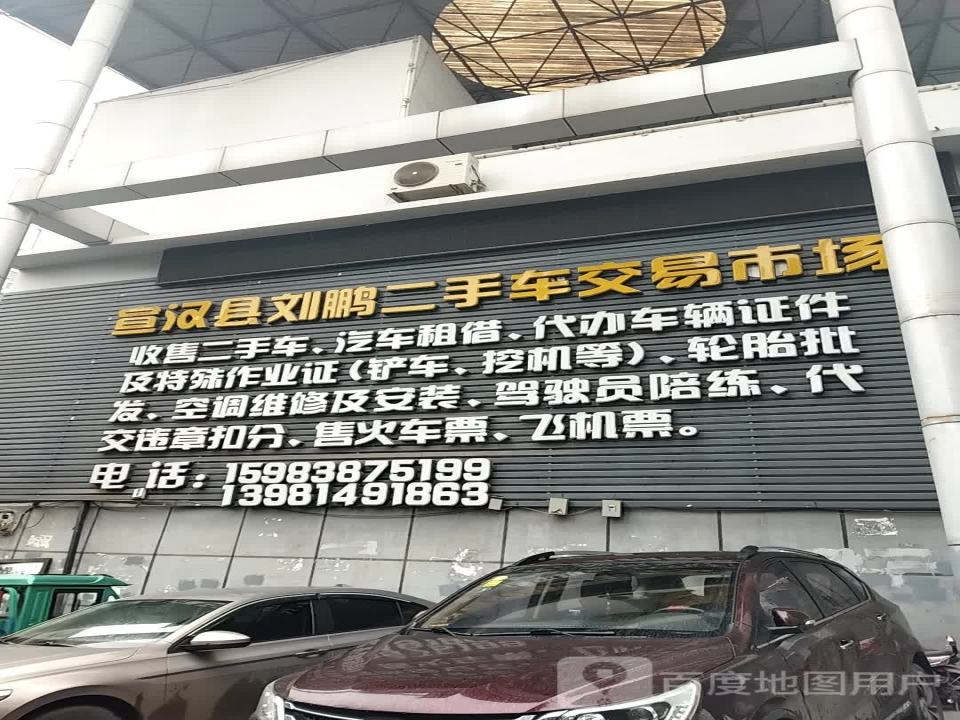 宣汉县刘鹏二手车交易市场
收售二手车、汽车租借、代办车辆证件
及特殊作业证(铲车、挖机等)、轮胎批
发、空调维修及安装、驾驶员陪练、代
交违章扣分、售火车票、飞机票。
电话:15983875199
13981491863
百度地图用户